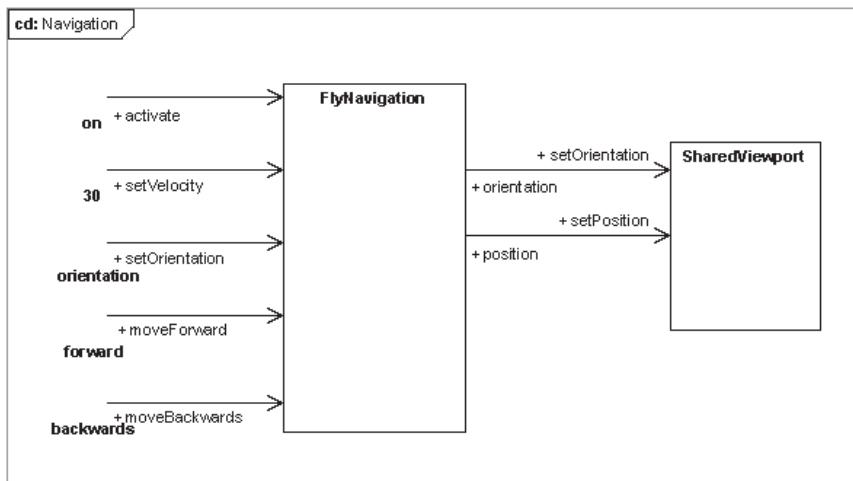 cd: Navigation
FlyNavigation
on
+ activate
30
+ setVelocity
orientation
+ setOrientation
forward
+ moveForward
backwards
+ moveBackwards
+ setOrientation
+ orientation
+ setPosition
+ position
SharedViewport